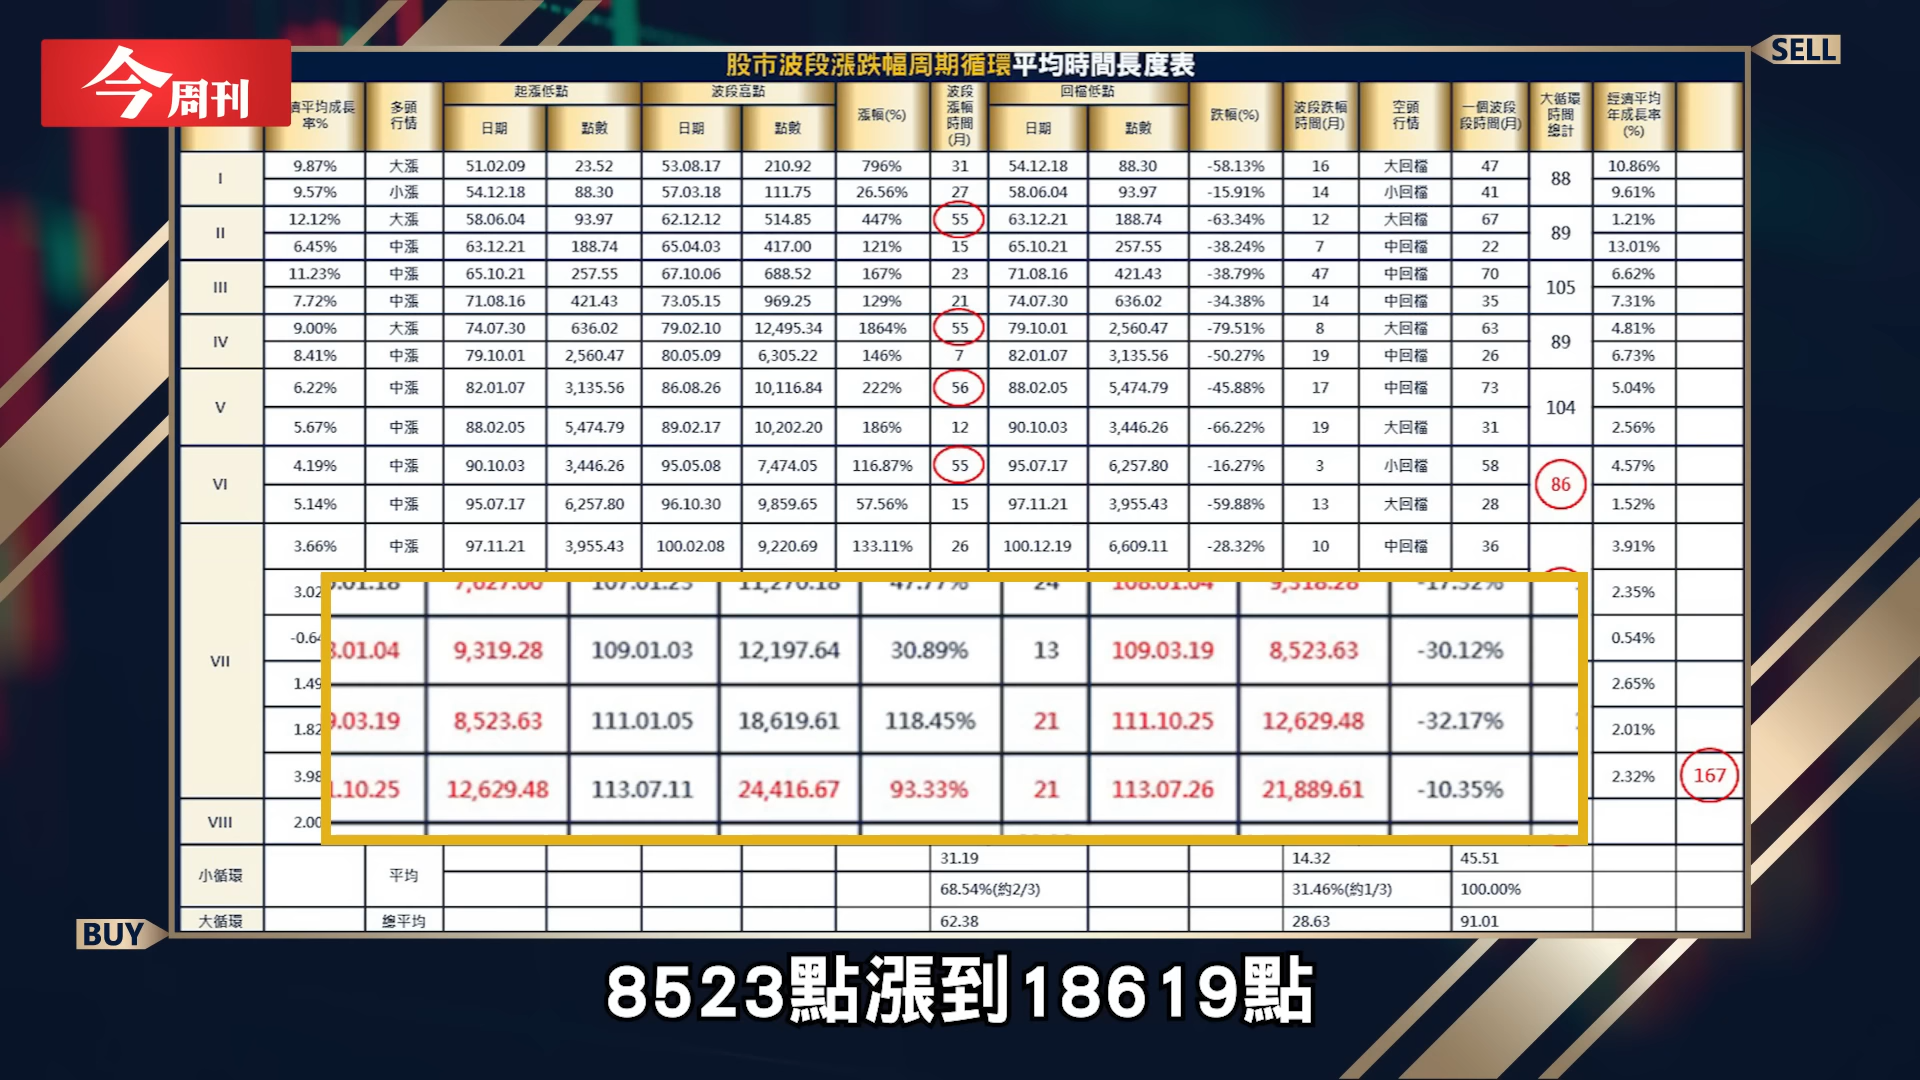 今周刊
SELL
股市波段漲跌幅周期循環平均時間長度表
濟平均成長率% 多頭行情 起漲低點 日期 點數 波段高點 日期 點數 漲幅(%) 波段漲幅時間(月) 回檔低點 日期 點數 跌幅(%) 波段跌幅時間(月) 空頭行情 一個波段時間(月) 大循環時間總計 經濟平均年成長率(%)
I 9.87% 大漲 51.02.09 23.52 53.08.17 210.92 796% 31 54.12.18 88.30 -58.13% 16 大回檔 47 88 10.86%
9.57% 小漲 54.12.18 88.30 57.03.18 111.75 26.56% 27 58.06.04 93.97 -15.91% 14 小回檔 41 9.61%
II 12.12% 大漲 58.06.04 93.97 62.12.12 514.85 447% 55 63.12.21 188.74 -63.34% 12 大回檔 67 89 1.21%
6.45% 中漲 63.12.21 188.74 65.04.03 417.00 121% 15 65.10.21 257.55 -38.24% 7 中回檔 22 13.01%
III 11.23% 中漲 65.10.21 257.55 67.10.06 688.52 167% 23 71.08.16 421.43 -38.79% 47 中回檔 70 105 6.62%
7.72% 中漲 71.08.16 421.43 73.05.15 969.25 129% 21 74.07.30 636.02 -34.38% 14 中回檔 35 7.31%
IV 9.00% 大漲 74.07.30 636.02 79.02.10 12,495.34 1864% 55 79.10.01 2,560.47 -79.51% 8 大回檔 63 89 4.81%
8.41% 中漲 79.10.01 2,560.47 80.05.09 6,305.22 146% 7 82.01.07 3,135.56 -50.27% 19 中回檔 26 6.73%
V 6.22% 中漲 82.01.07 3,135.56 86.08.26 10,116.84 222% 56 88.02.05 5,474.79 -45.88% 17 中回檔 73 104 5.04%
5.67% 中漲 88.02.05 5,474.79 89.02.17 10,202.20 186% 12 90.10.03 3,446.26 -66.22% 19 大回檔 31 2.56%
VI 4.19% 中漲 90.10.03 3,446.26 95.05.08 7,474.05 116.87% 55 95.07.17 6,257.80 -16.27% 3 小回檔 58 86 4.57%
5.14% 中漲 95.07.17 6,257.80 96.10.30 9,859.65 57.56% 15 97.11.21 3,955.43 -59.88% 13 大回檔 28 1.52%
VII 3.66% 中漲 97.11.21 3,955.43 100.02.08 9,220.69 133.11% 26 100.12.19 6,609.11 -28.32% 10 中回檔 36 3.91%
3.02 2.35%
-0.64 0.54%
1.49 2.65%
1.82 2.01%
3.98 2.32% 167
VIII 2.00
.01.04 9,319.28 109.01.03 12,197.64 30.89% 13 109.03.19 8,523.63 -30.12%
.03.19 8,523.63 111.01.05 18,619.61 118.45% 21 111.10.25 12,629.48 -32.17%
.10.25 12,629.48 113.07.11 24,416.67 93.33% 21 113.07.26 21,889.61 -10.35%
小循環 平均 31.19 14.32 45.51
68.54%(約2/3) 31.46%(約1/3) 100.00%
大循環 總平均 62.38 28.63 91.01
BUY
8523點漲到18619點